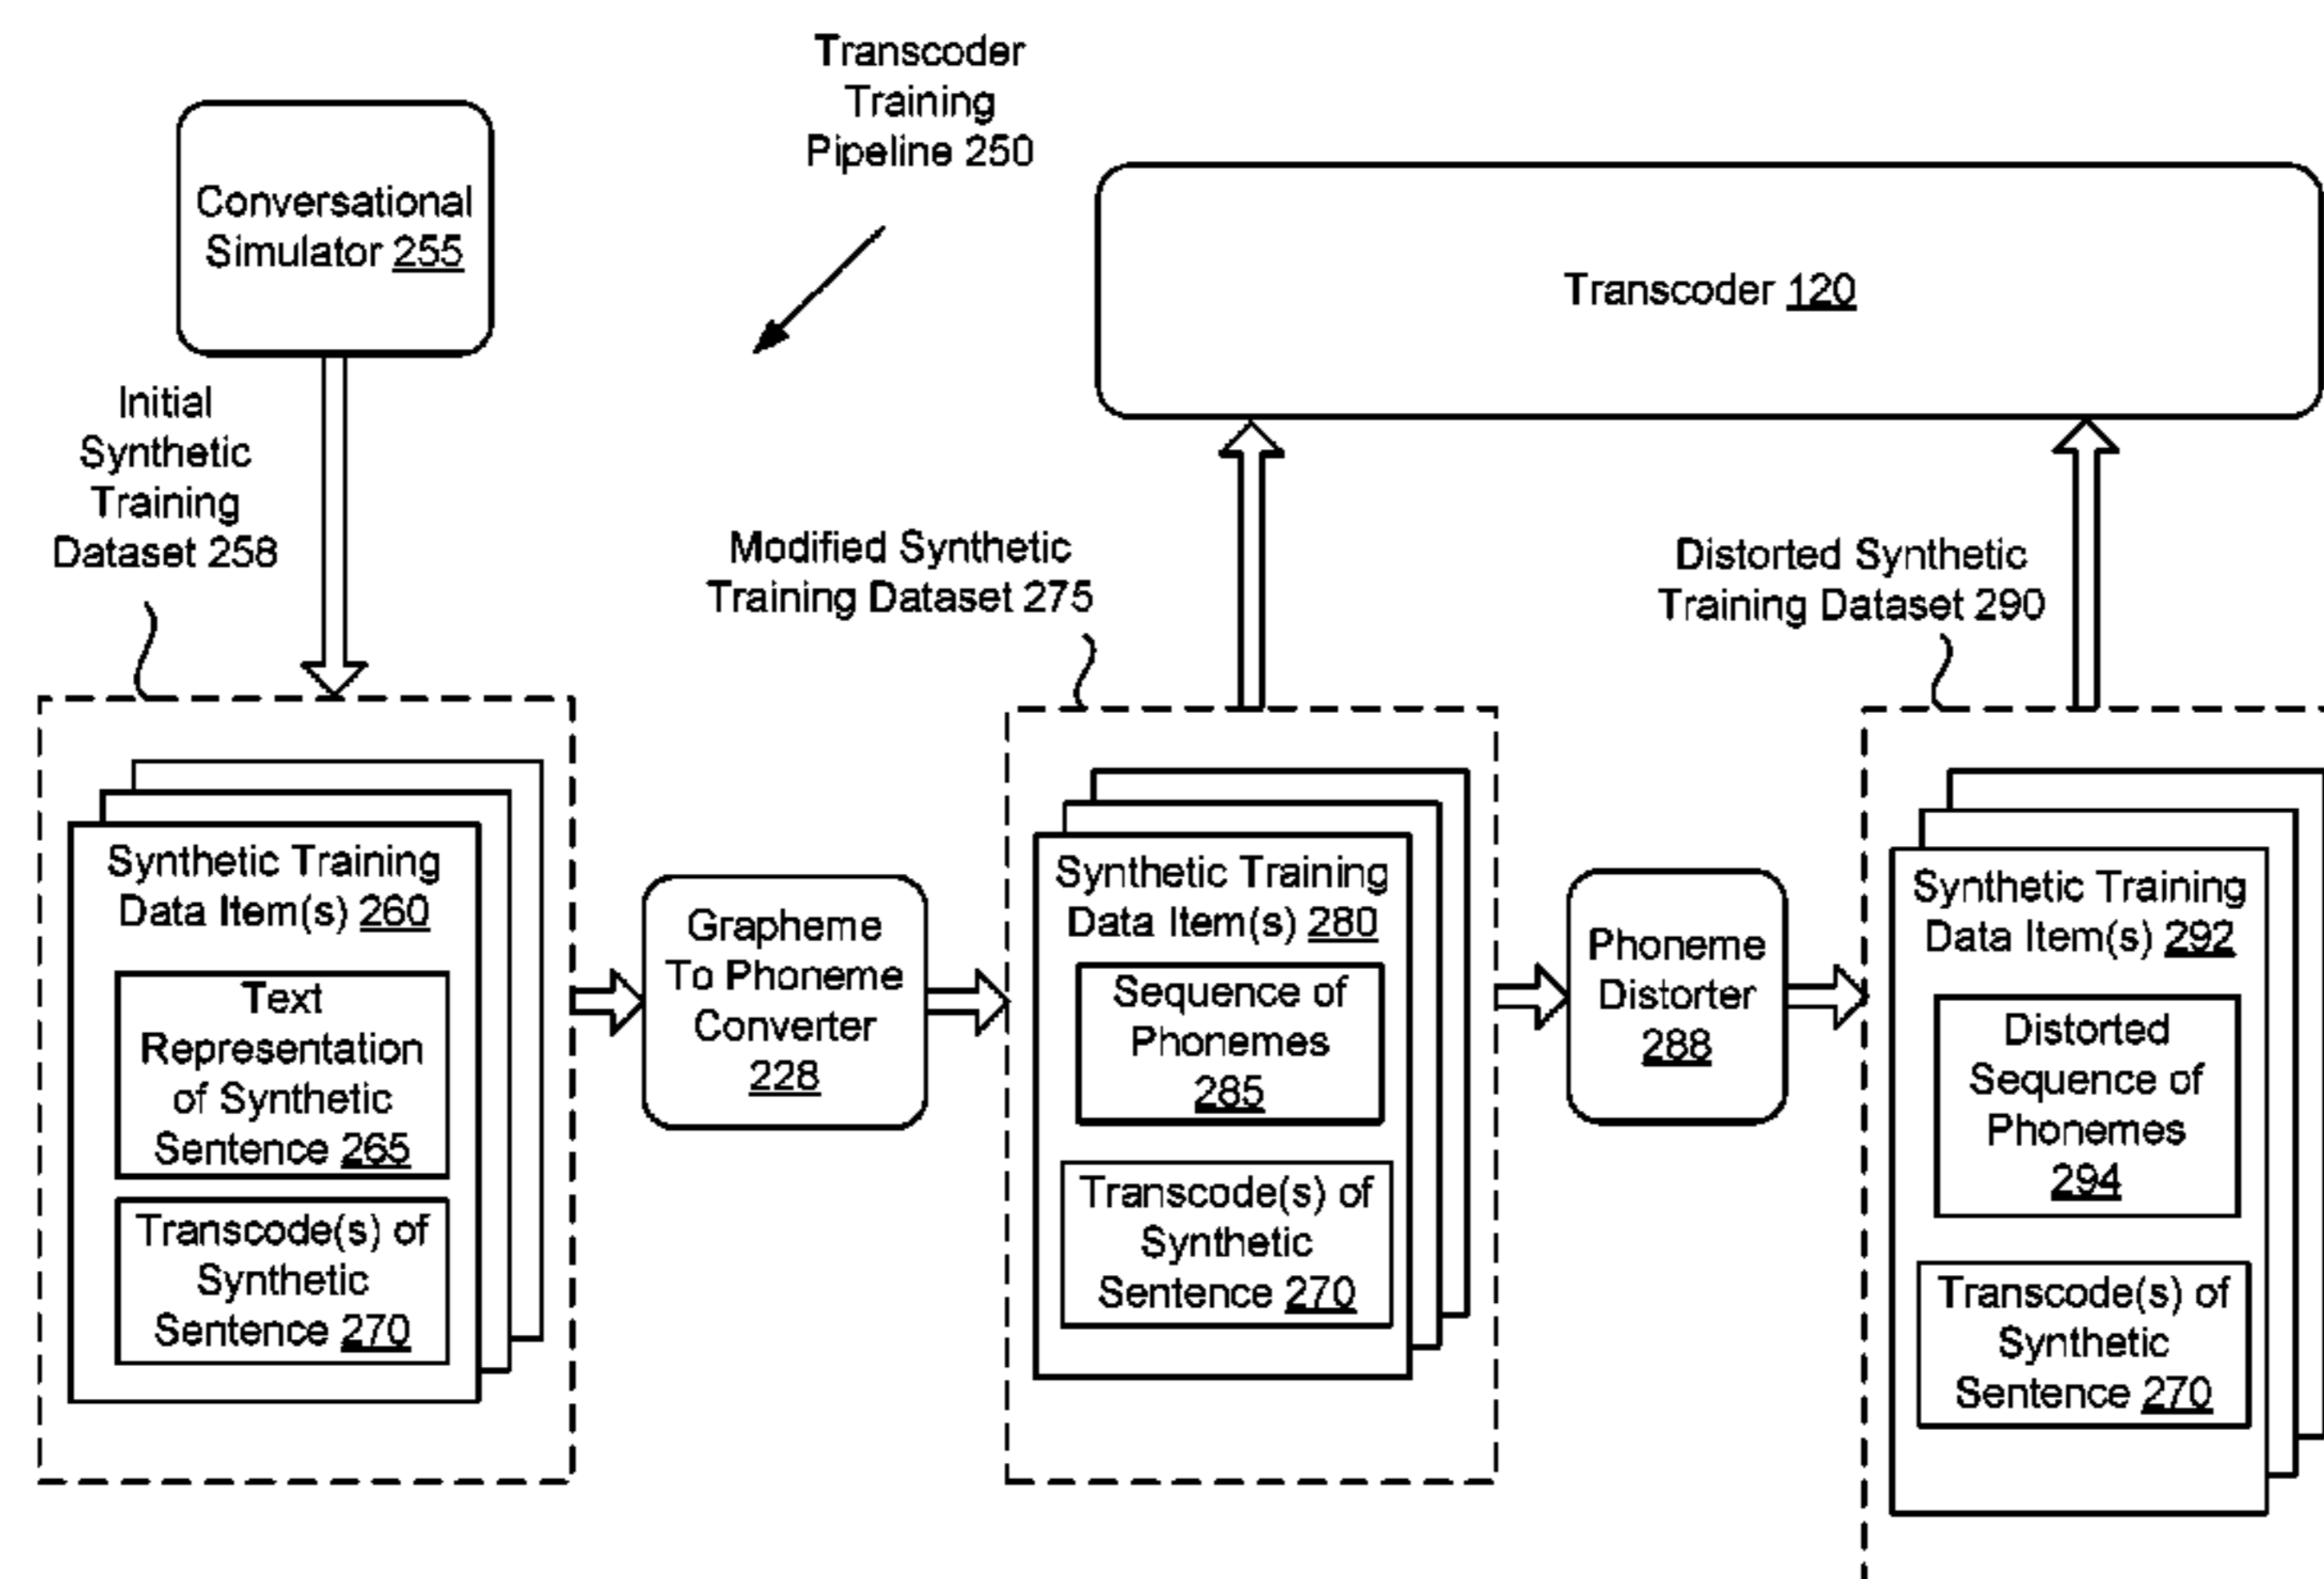 Transcoder
Training
Pipeline 250
Conversational
Simulator 255
Transcoder 120
Initial
Synthetic
Training
Dataset 258
Modified Synthetic
Training Dataset 275
Distorted Synthetic
Training Dataset 290
Synthetic Training
Data Item(s) 260
Text
Representation
of Synthetic
Sentence 265
Transcode(s) of
Synthetic
Sentence 270
Grapheme
To Phoneme
Converter
228
Synthetic Training
Data Item(s) 280
Sequence of
Phonemes
285
Transcode(s) of
Synthetic
Sentence 270
Phoneme
Distorter
288
Synthetic Training
Data Item(s) 292
Distorted
Sequence of
Phonemes
294
Transcode(s) of
Synthetic
Sentence 270